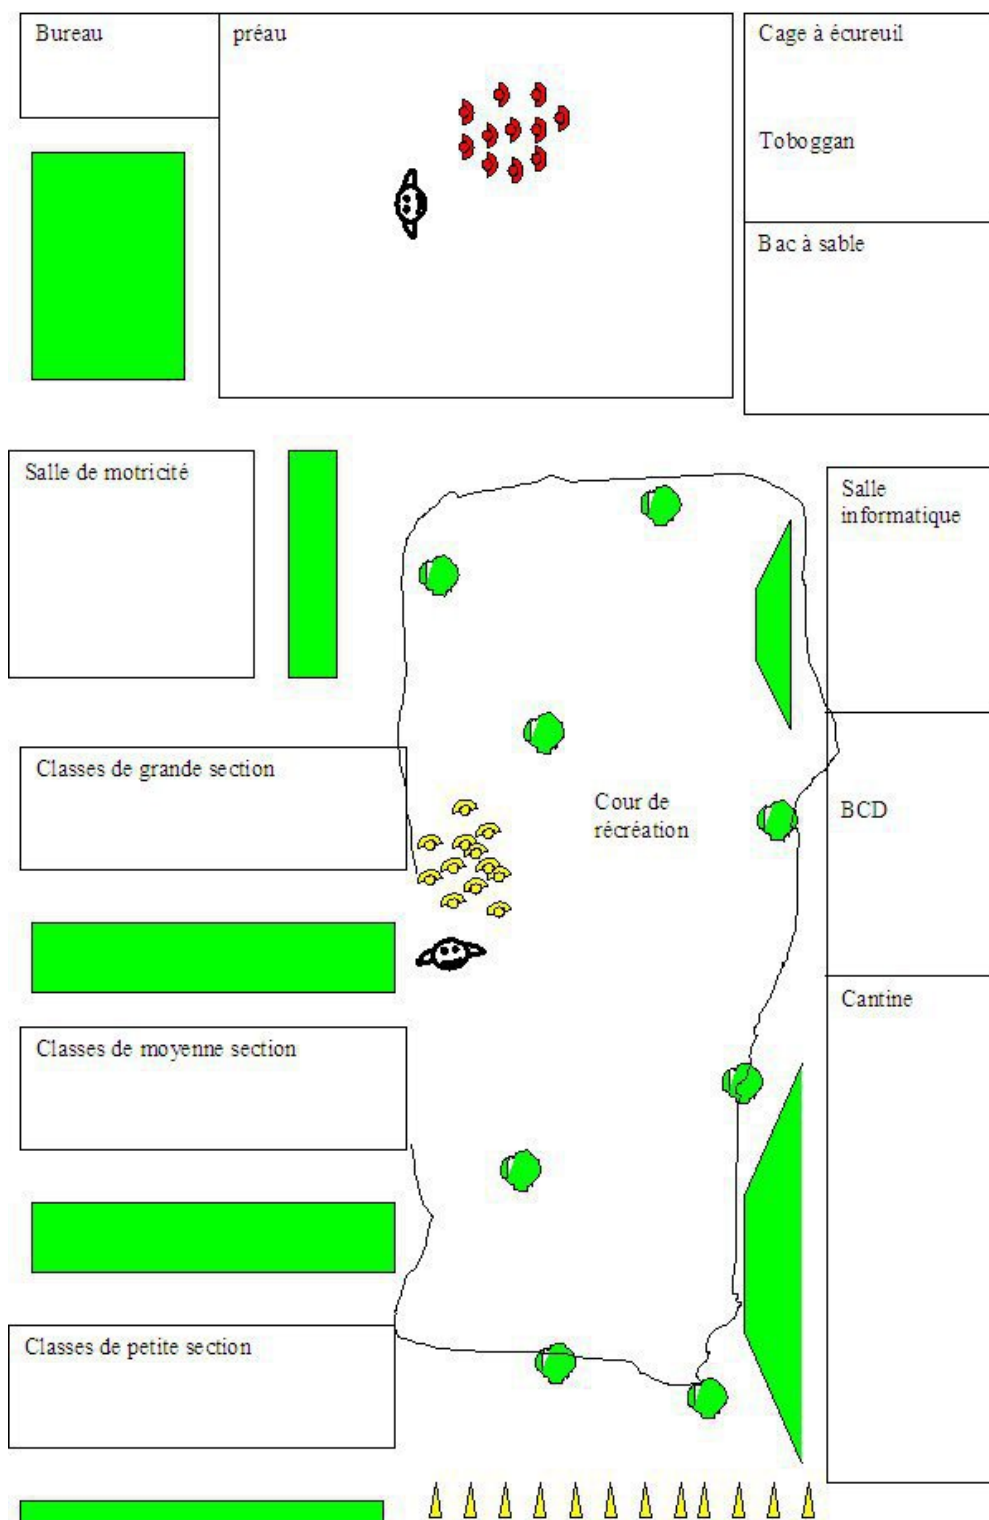 Bureau
préau
Cage à écureuil
Toboggan
Bac à sable
Salle de motricité
Salle
informatique
Classes de grande section
Cour de
récréation
BCD
Cantine
Classes de moyenne section
Classes de petite section